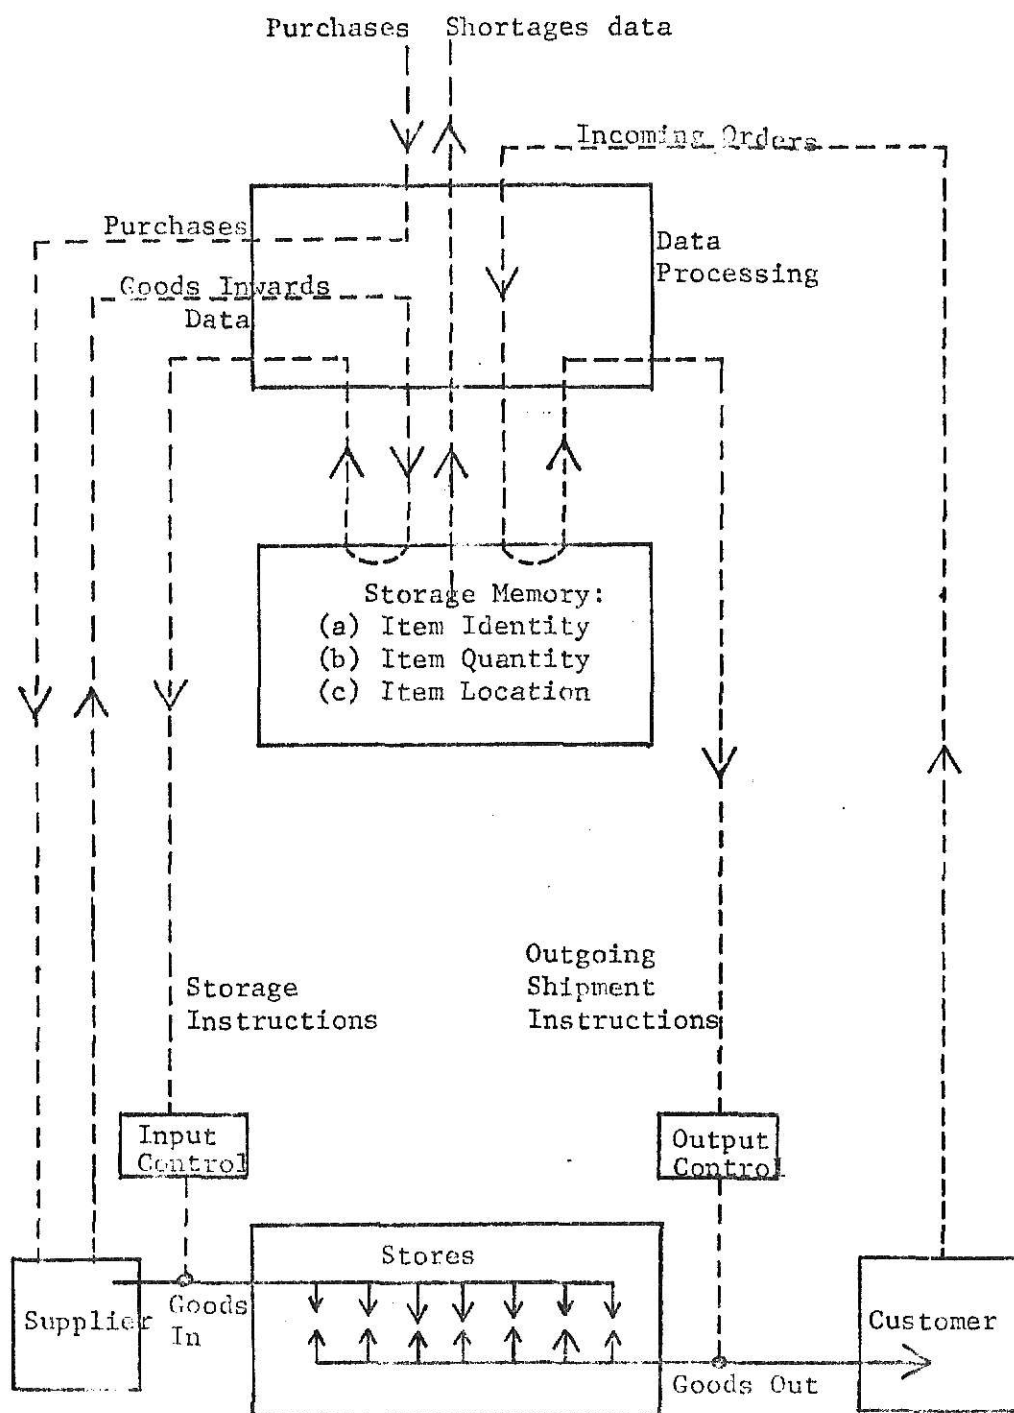 Purchases Shortages data
Incoming Orders
Purchases
Data
Processing
Goods Inwards
Data
Storage Memory:
(a) Item Identity
(b) Item Quantity
(c) Item Location
Storage
Instructions
Outgoing
Shipment
Instructions
Input
Control
Output
Control
Stores
Supplier
Goods
In
Customer
Goods Out